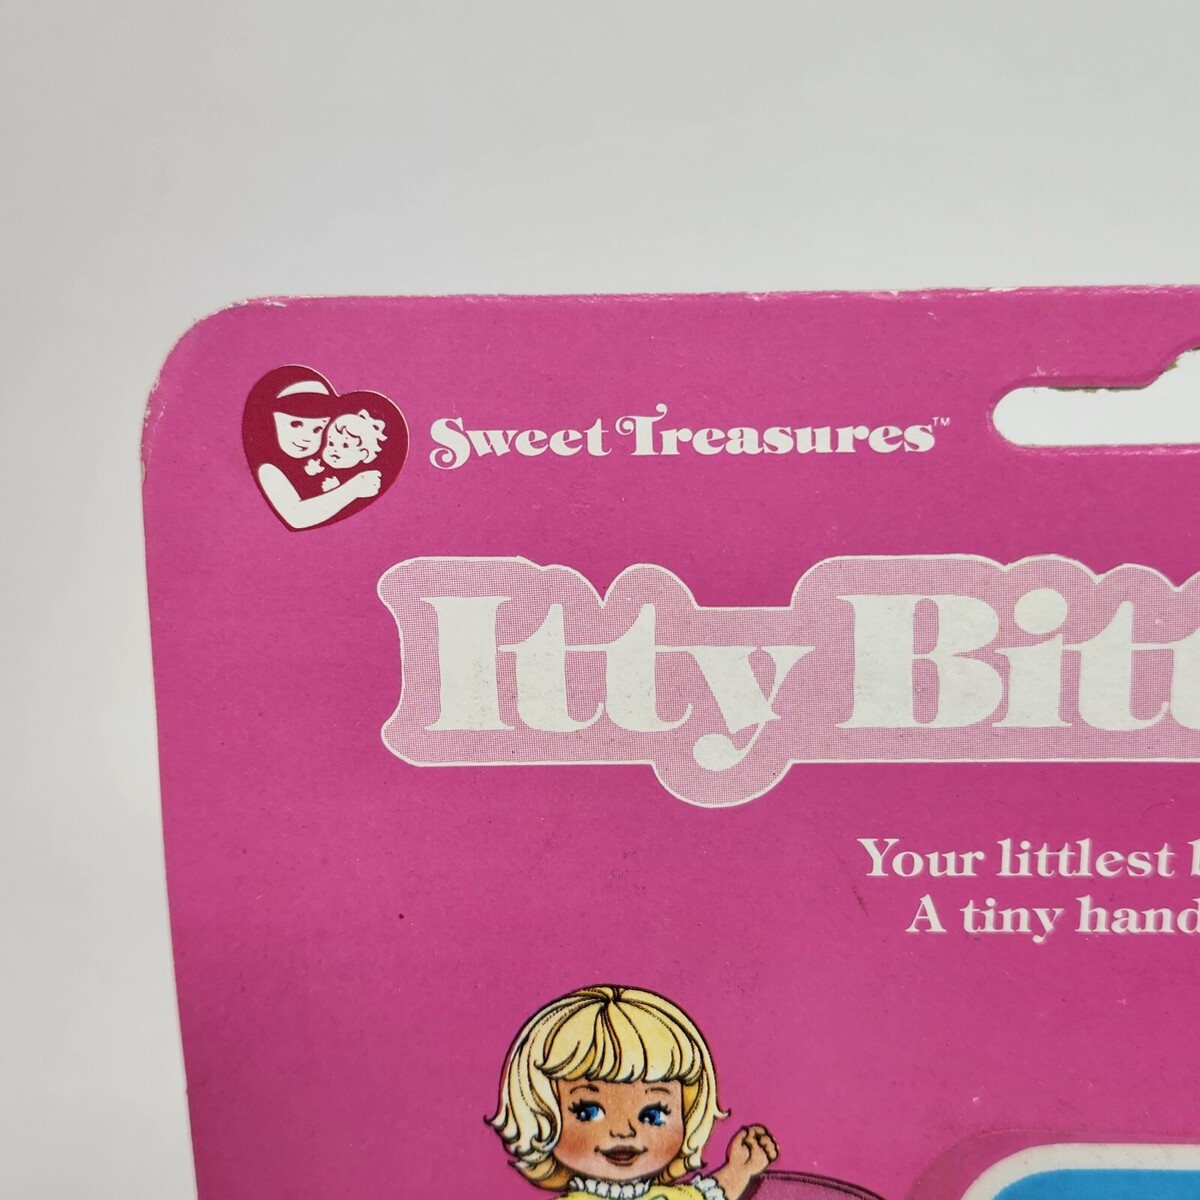 Sweet Treasures™
Itty Bitt
Your littlest
A tiny hand